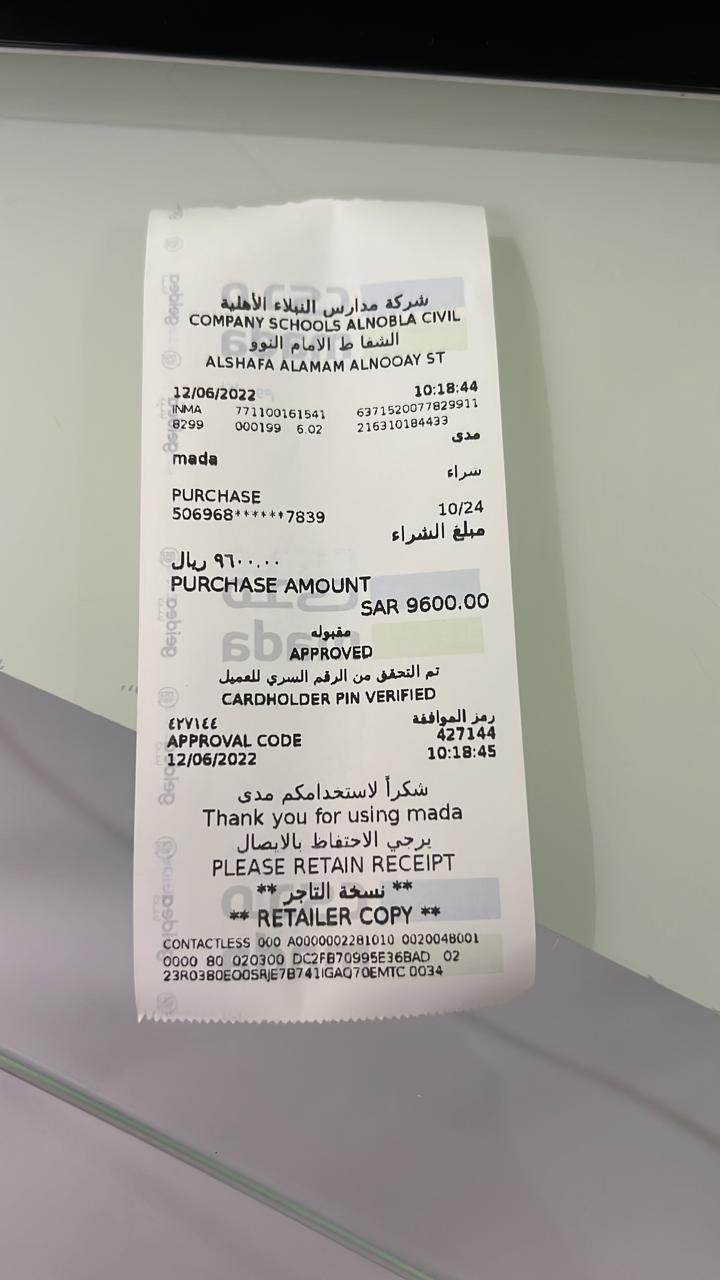 شركة مدارس النبلاء الأهلية
COMPANY SCHOOLS ALNOBLA CIVIL
الشفا ط الامام النوو
ALSHAFA ALAMAM ALNOOAY ST
12/06/2022 10:18:44
INMA 771100161541 6371520077829911
8299 000199 6.02 216310184433
مدى
mada
سراء
PURCHASE
506968******7839 10/24
مبلغ الشراء
٩٦٠٠.٠٠ ريال
PURCHASE AMOUNT
SAR 9600.00
مقبوله
APPROVED
تم التحقق من الرقم السري للعميل
CARDHOLDER PIN VERIFIED
٤٢٧١٤٤ رمز الموافقة
APPROVAL CODE 427144
12/06/2022 10:18:45
شكراً لاستخدامكم مدى
Thank you for using mada
يرجي الاحتفاظ بالايصال
PLEASE RETAIN RECEIPT
** نسخة التاجر **
** RETAILER COPY **
CONTACTLESS 000 A0000002281010 0020048001
0000 80 020300 DC2FB70995E36BAD 02
23R0380EO0SRJE7B741IGAQ70EMTC 0034